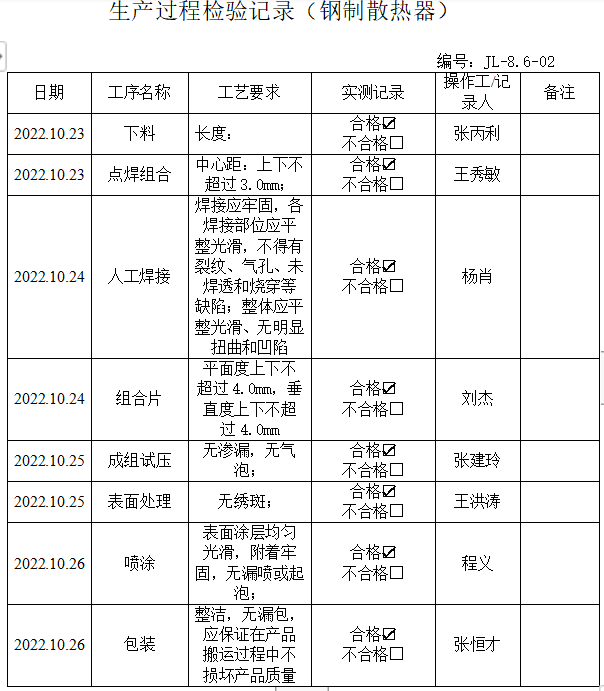 生产过程检验记录（钢制散热器）
编号：JL-8.6-02
日期 工序名称 工艺要求 实测记录 操作工/记
录人 备注
2022.10.23 下料 长度： 合格☑
不合格☐ 张丙利
2022.10.23 点焊组合 中心距：上下不
超过3.0mm； 合格☑
不合格☐ 王秀敏
2022.10.24 人工焊接 焊接应牢固，各
焊接部位应平
整光滑，不得有
裂纹、气孔、未
焊透和烧穿等
缺陷；整体应平
整光滑、无明显
扭曲和凹陷 合格☑
不合格☐ 杨肖
2022.10.24 组合片 平面度上下不
超过4.0mm，垂
直度上下不超
过4.0mm 合格☑
不合格☐ 刘杰
2022.10.25 成组试压 无渗漏，无气
泡； 合格☑
不合格☐ 张建玲
2022.10.25 表面处理 无绣斑； 合格☑
不合格☐ 王洪涛
2022.10.26 喷涂 表面涂层均匀
光滑，附着牢
固，无漏喷或起
泡； 合格☑
不合格☐ 程义
2022.10.26 包装 整洁，无漏包，
应保证在产品
搬运过程中不
损坏产品质量 合格☑
不合格☐ 张恒才